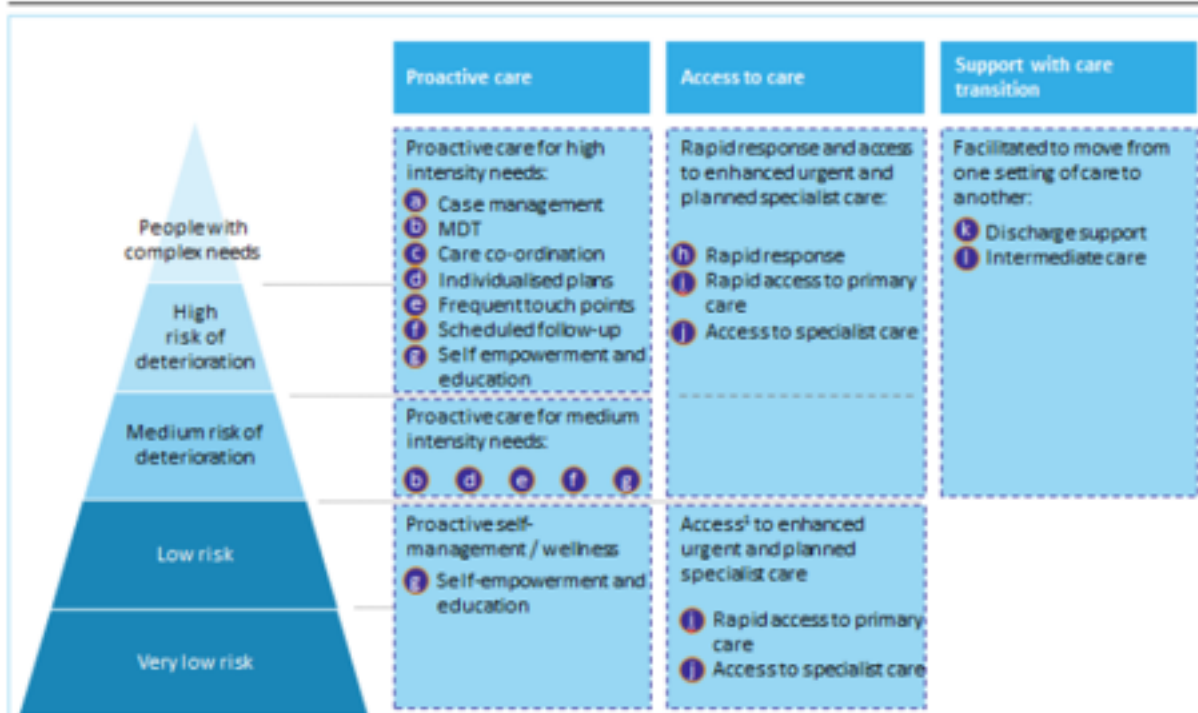 Proactive care
Access to care
Support with care
transition
People with
complex needs
High
risk of
deterioration
Medium risk of
deterioration
Low risk
Very low risk
Proactive care for high
intensity needs:
a Case management
b MDT
c Care co-ordination
d Individualised plans
e Frequent touch points
f Scheduled follow-up
g Self empowerment and
education
Proactive care for medium
intensity needs:
b d e f g
Proactive self-
management / wellness
g Self-empowerment and
education
Rapid response and access
to enhanced urgent and
planned specialist care:
h Rapid response
i Rapid access to primary
care
j Access to specialist care
Access¹ to enhanced
urgent and planned
specialist care
i Rapid access to primary
care
j Access to specialist care
Facilitated to move from
one setting of care to
another:
k Discharge support
l Intermediate care